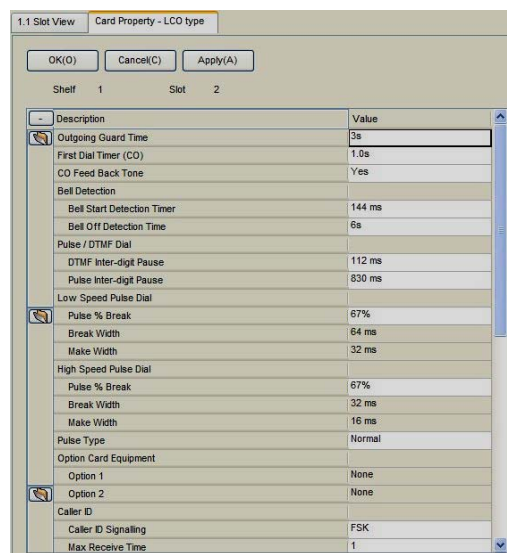 1.1 Slot View Card Property - LCO type
OK(O) Cancel(C) Apply(A)
Shelf 1 Slot 2
- Description Value
Outgoing Guard Time 3s
First Dial Timer (CO) 1.0s
CO Feed Back Tone Yes
Bell Detection
Bell Start Detection Timer 144 ms
Bell Off Detection Time 6s
Pulse / DTMF Dial
DTMF Inter-digit Pause 112 ms
Pulse Inter-digit Pause 830 ms
Low Speed Pulse Dial
Pulse % Break 67%
Break Width 64 ms
Make Width 32 ms
High Speed Pulse Dial
Pulse % Break 67%
Break Width 32 ms
Make Width 16 ms
Pulse Type Normal
Option Card Equipment
Option 1 None
Option 2 None
Caller ID
Caller ID Signalling FSK
Max Receive Time 1